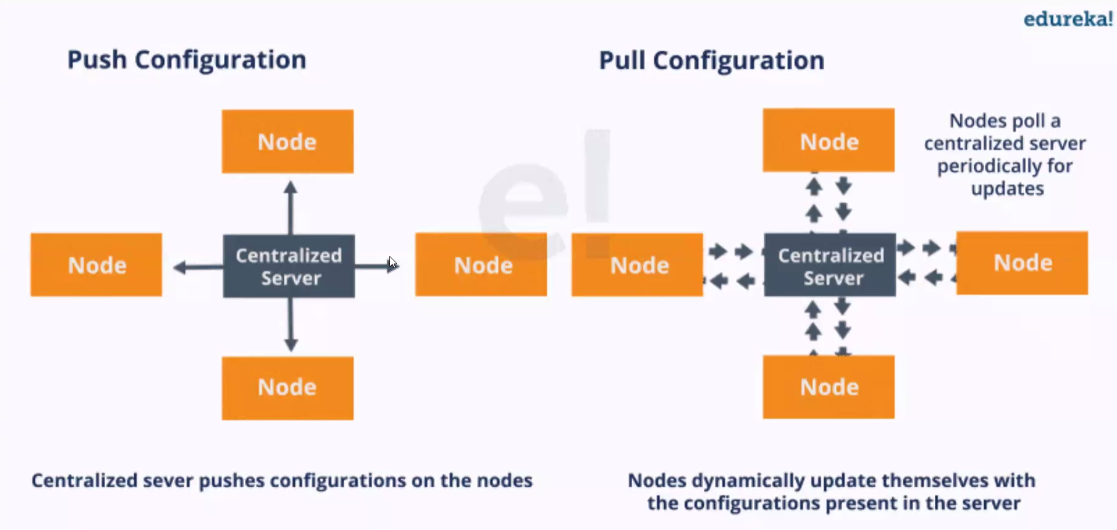 edureka!
Push Configuration
Pull Configuration
Node
Node
Centralized
Server
Node
Node
Centralized sever pushes configurations on the nodes
Node
Nodes poll a
centralized server
periodically for
updates
Node
Centralized
Server
Node
Node
Nodes dynamically update themselves with
the configurations present in the server
e!